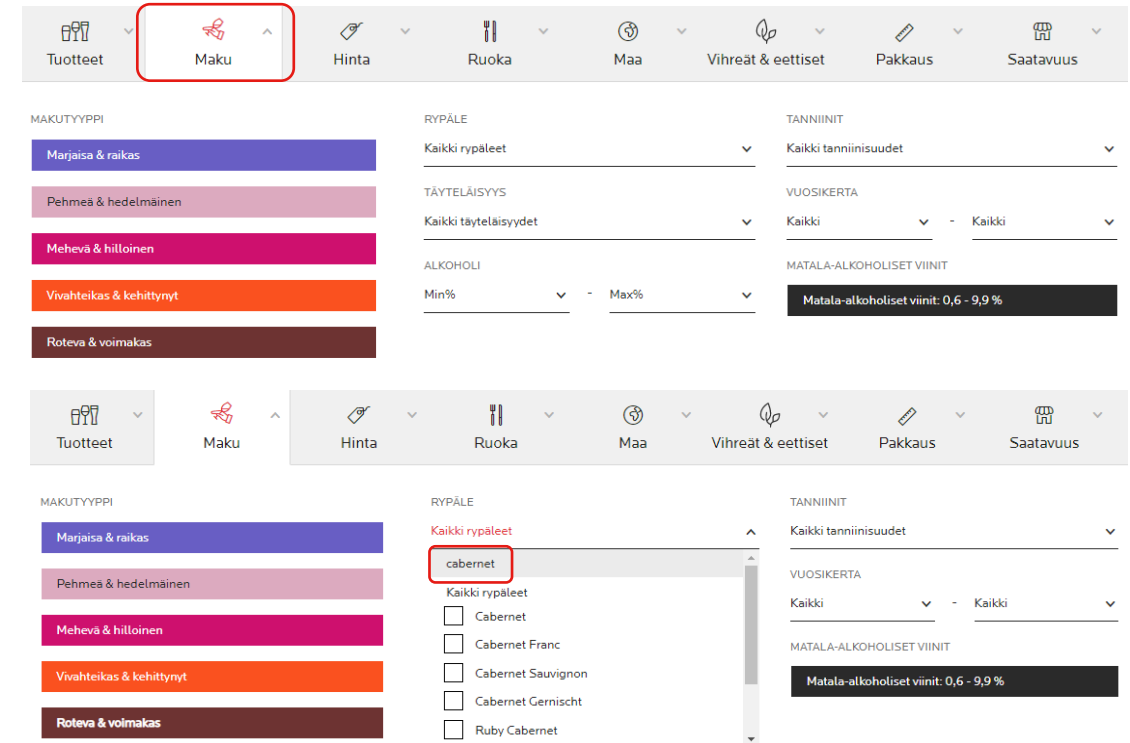 Tuotteet
Maku
Hinta
Ruoka
Maa
Vihreät & eettiset
Pakkaus
Saatavuus
MAKUTYYPPI
Marjaisa & raikas
Pehmeä & hedelmäinen
Mehevä & hilloinen
Vivahteikas & kehittynyt
Roteva & voimakas
RYPÄLE
Kaikki rypäleet
TÄYTELÄISYYS
Kaikki täyteläisyydet
ALKOHOLI
Min% - Max%
TANNIINIT
Kaikki tanniinisuudet
VUOSIKERTA
Kaikki - Kaikki
MATALA-ALKOHOLISET VIINIT
Matala-alkoholiset viinit: 0,6 - 9,9 %
Tuotteet
Maku
Hinta
Ruoka
Maa
Vihreät & eettiset
Pakkaus
Saatavuus
MAKUTYYPPI
Marjaisa & raikas
Pehmeä & hedelmäinen
Mehevä & hilloinen
Vivahteikas & kehittynyt
Roteva & voimakas
RYPÄLE
Kaikki rypäleet
cabernet
Kaikki rypäleet
Cabernet
Cabernet Franc
Cabernet Sauvignon
Cabernet Gernischt
Ruby Cabernet
TANNIINIT
Kaikki tanniinisuudet
VUOSIKERTA
Kaikki - Kaikki
MATALA-ALKOHOLISET VIINIT
Matala-alkoholiset viinit: 0,6 - 9,9 %